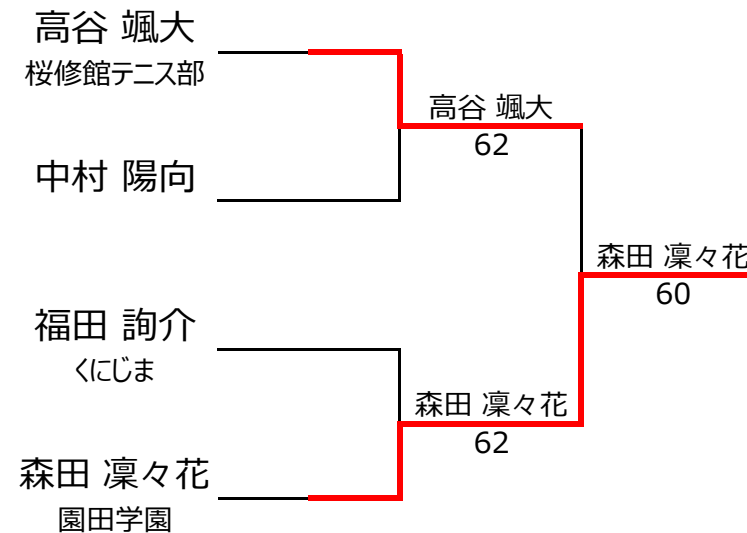 高谷 颯大
桜修館テニス部
高谷 颯大
62
中村 陽向
森田 凜々花
60
福田 詢介
くにじま
森田 凜々花
62
森田 凜々花
園田学園